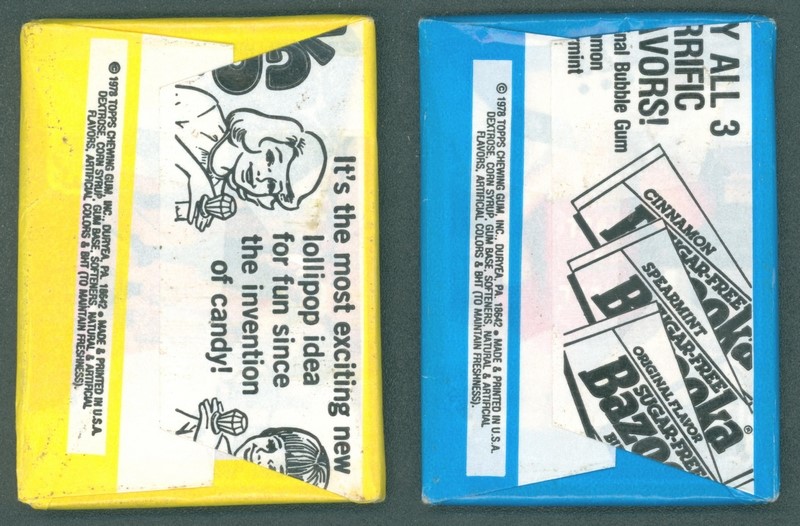 © 1978 TOPPS CHEWING GUM, INC., DURYEA, PA. 18642 • MADE & PRINTED IN U.S.A.
DEXTROSE, CORN SYRUP, GUM BASE, SOFTENERS, NATURAL & ARTIFICIAL
FLAVORS, ARTIFICIAL COLORS & BHT (TO MAINTAIN FRESHNESS).
It's the most exciting new
lollipop idea
for fun since
the invention
of candy!
© 1978 TOPPS CHEWING GUM, INC., DURYEA, PA. 18642 • MADE & PRINTED IN U.S.A.
DEXTROSE, CORN SYRUP, GUM BASE, SOFTENERS, NATURAL & ARTIFICIAL
FLAVORS, ARTIFICIAL COLORS & BHT (TO MAINTAIN FRESHNESS).
Y ALL 3
RRIFIC
VORS!
nal Bubble Gum
mon
mint
CINNAMON
GAR-FREE
ooka
SPEARMINT
SUGAR-FREE
ooka
ORIGINAL FLAVOR
SUGAR-FREE
Bazoo